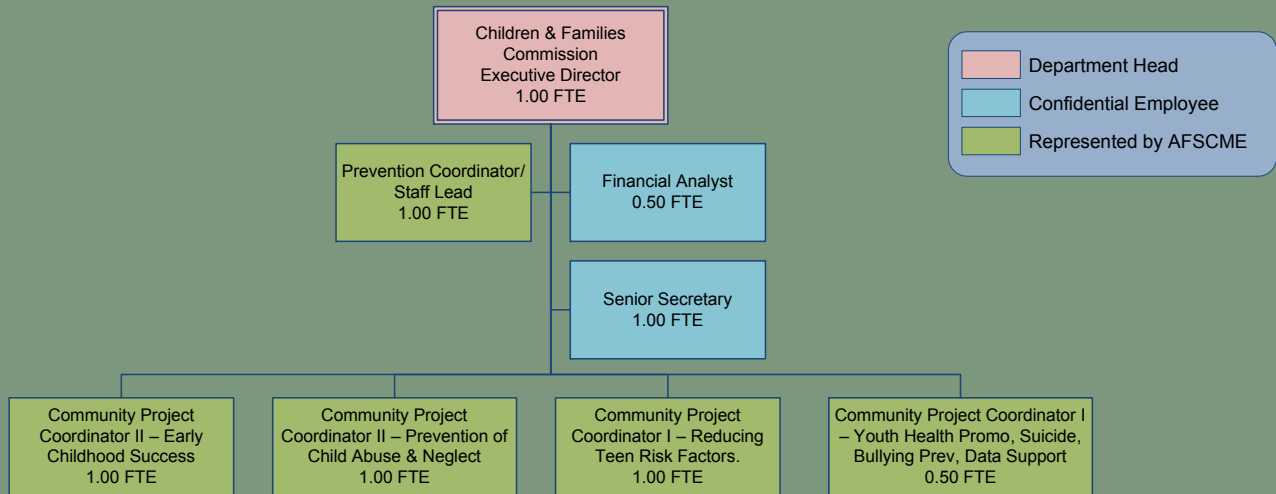 Children & Families
Commission
Executive Director
1.00 FTE
Department Head
Confidential Employee
Represented by AFSCME
Prevention Coordinator/
Staff Lead
1.00 FTE
Financial Analyst
0.50 FTE
Senior Secretary
1.00 FTE
Community Project
Coordinator II – Early
Childhood Success
1.00 FTE
Community Project
Coordinator II – Prevention of
Child Abuse & Neglect
1.00 FTE
Community Project
Coordinator I – Reducing
Teen Risk Factors.
1.00 FTE
Community Project Coordinator I
– Youth Health Promo, Suicide,
Bullying Prev, Data Support
0.50 FTE